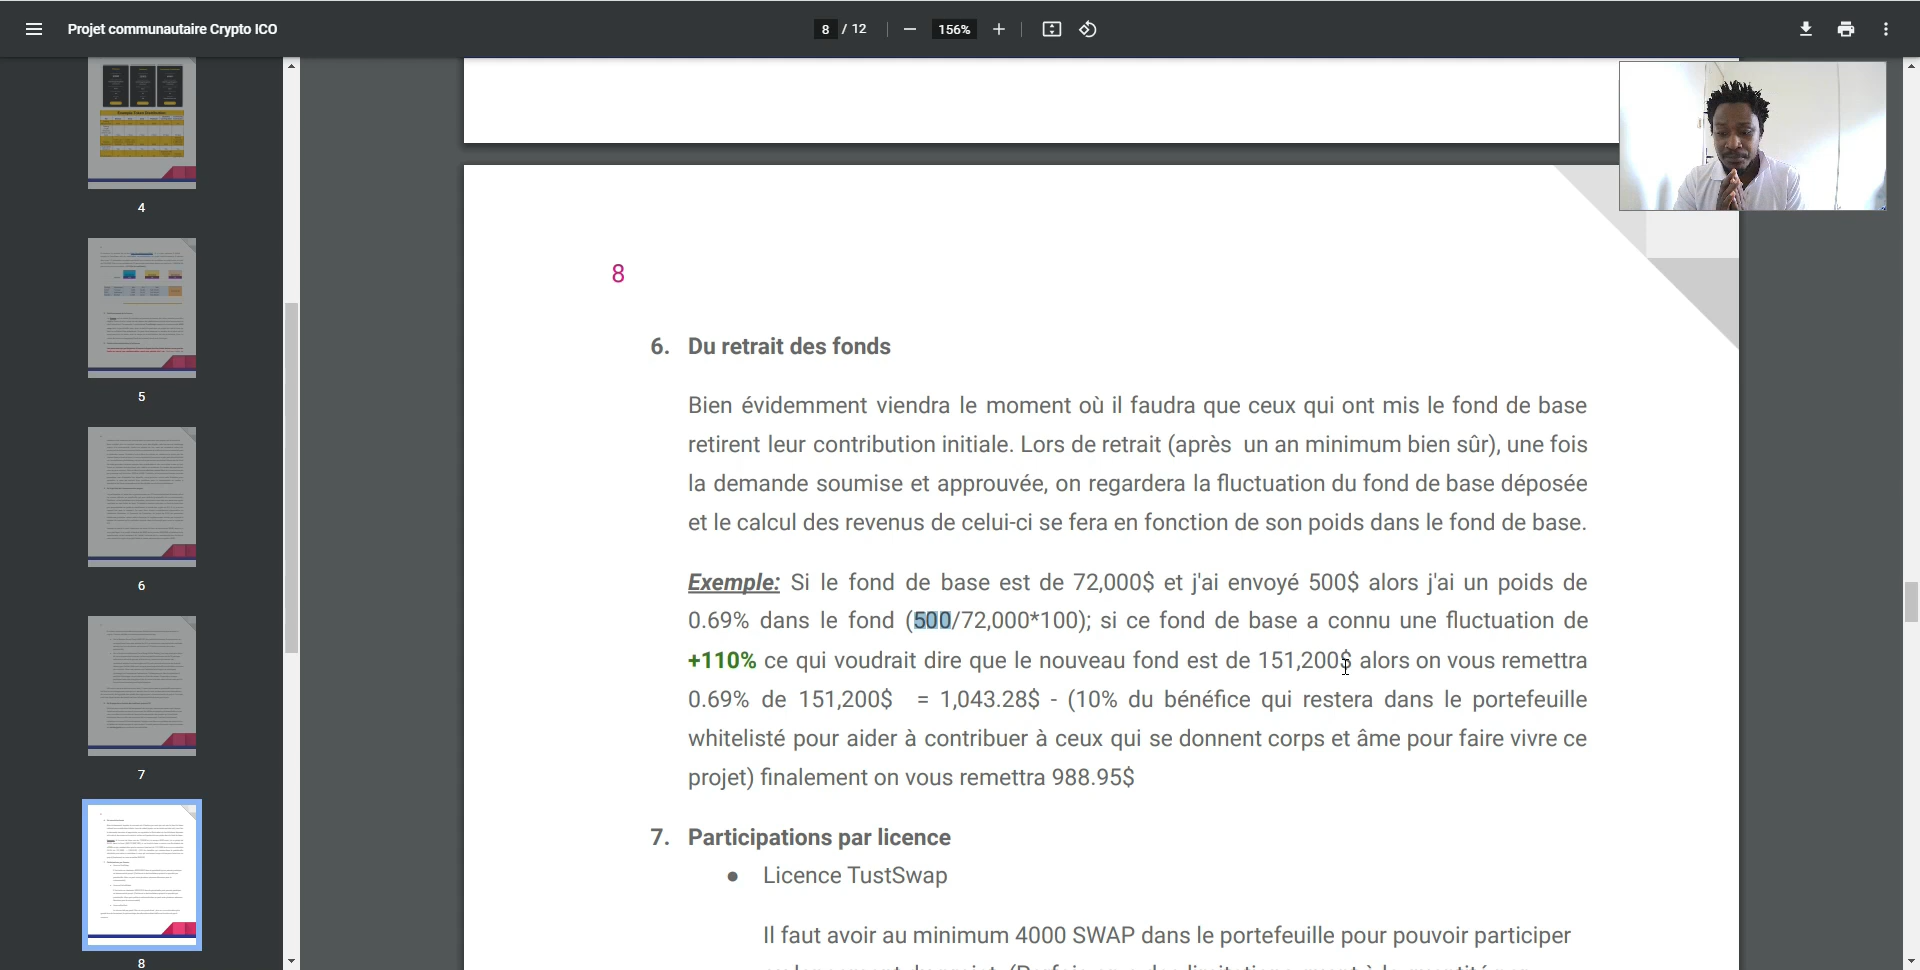 Projet communautaire Crypto ICO
8 / 12
156%
4
5
6
7
8
8
6. Du retrait des fonds
Bien évidemment viendra le moment où il faudra que ceux qui ont mis le fond de base
retirent leur contribution initiale. Lors de retrait (après un an minimum bien sûr), une fois
la demande soumise et approuvée, on regardera la fluctuation du fond de base déposée
et le calcul des revenus de celui-ci se fera en fonction de son poids dans le fond de base.
Exemple: Si le fond de base est de 72,000$ et j'ai envoyé 500$ alors j'ai un poids de
0.69% dans le fond (500/72,000*100); si ce fond de base a connu une fluctuation de
+110% ce qui voudrait dire que le nouveau fond est de 151,200$ alors on vous remettra
0.69% de 151,200$ = 1,043.28$ - (10% du bénéfice qui restera dans le portefeuille
whitelisté pour aider à contribuer à ceux qui se donnent corps et âme pour faire vivre ce
projet) finalement on vous remettra 988.95$
7. Participations par licence
● Licence TustSwap
Il faut avoir au minimum 4000 SWAP dans le portefeuille pour pouvoir participer